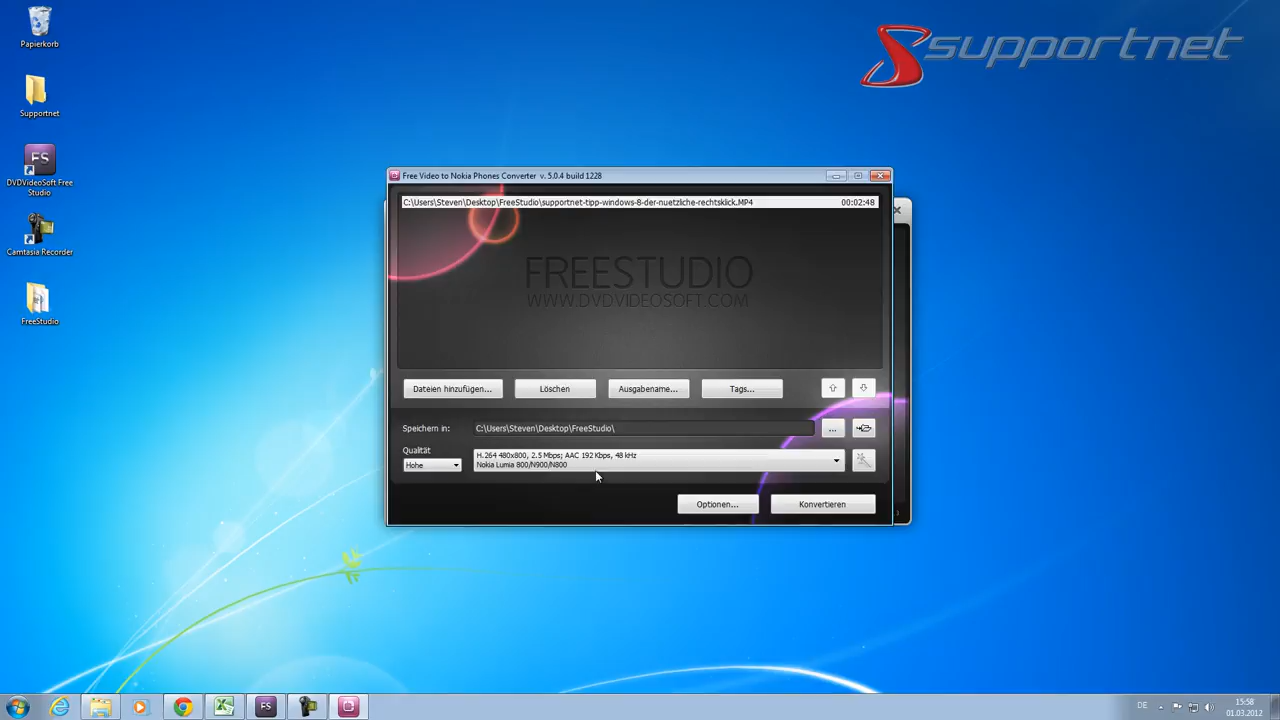 Papierkorb
supportnet
Supportnet
DVDVideoSoft Free
Studio
Camtasia Recorder
FreeStudio
Free Video to Nokia Phones Converter v. 5.0.4 build 1228
C:\Users\Steven\Desktop\FreeStudio\supportnet-tipp-windows-8-der-nuetzliche-rechtsklick.MP4 00:02:48
FREESTUDIO
WWW.DVDVIDEOSOFT.COM
Dateien hinzufügen... Löschen Ausgabename... Tags...
Speichern in: C:\Users\Steven\Desktop\FreeStudio\ ...
Qualität
Hohe
H.264 480x800, 2.5 Mbps; AAC 192 Kbps, 48 kHz
Nokia Lumia 800/N900/N800
Optionen... Konvertieren
FS
FS
DE
15:58
01.03.2012